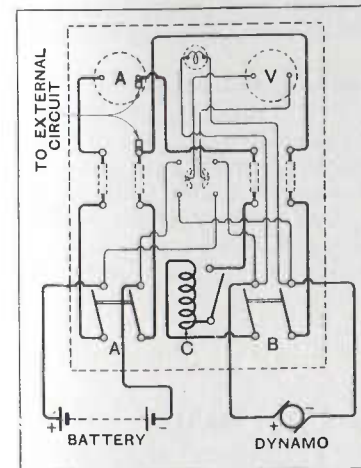 TO EXTERNAL
CIRCUIT
A
V
A
C
B
+
−
+
−
BATTERY
DYNAMO